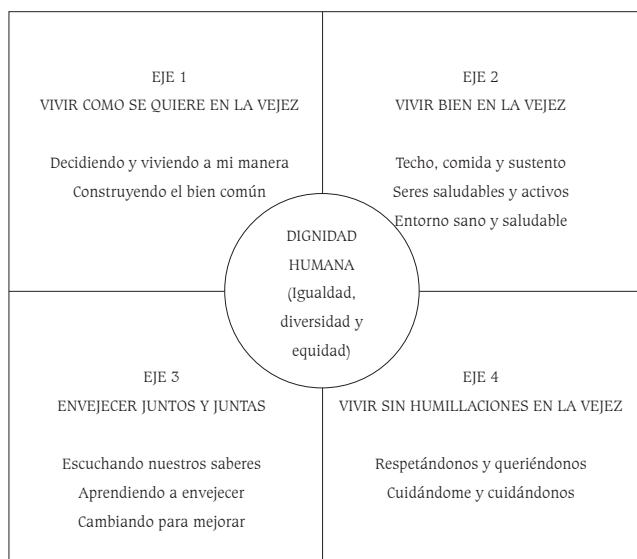 EJE 1
VIVIR COMO SE QUIERE EN LA VEJEZ
Decidiendo y viviendo a mi manera
Construyendo el bien común
EJE 2
VIVIR BIEN EN LA VEJEZ
Techo, comida y sustento
Seres saludables y activos
Entorno sano y saludable
DIGNIDAD
HUMANA
(Igualdad,
diversidad y
equidad)
EJE 3
ENVEJECER JUNTOS Y JUNTAS
Escuchando nuestros saberes
Aprendiendo a envejecer
Cambiando para mejorar
EJE 4
VIVIR SIN HUMILLACIONES EN LA VEJEZ
Respetándonos y queriéndonos
Cuidándome y cuidándonos